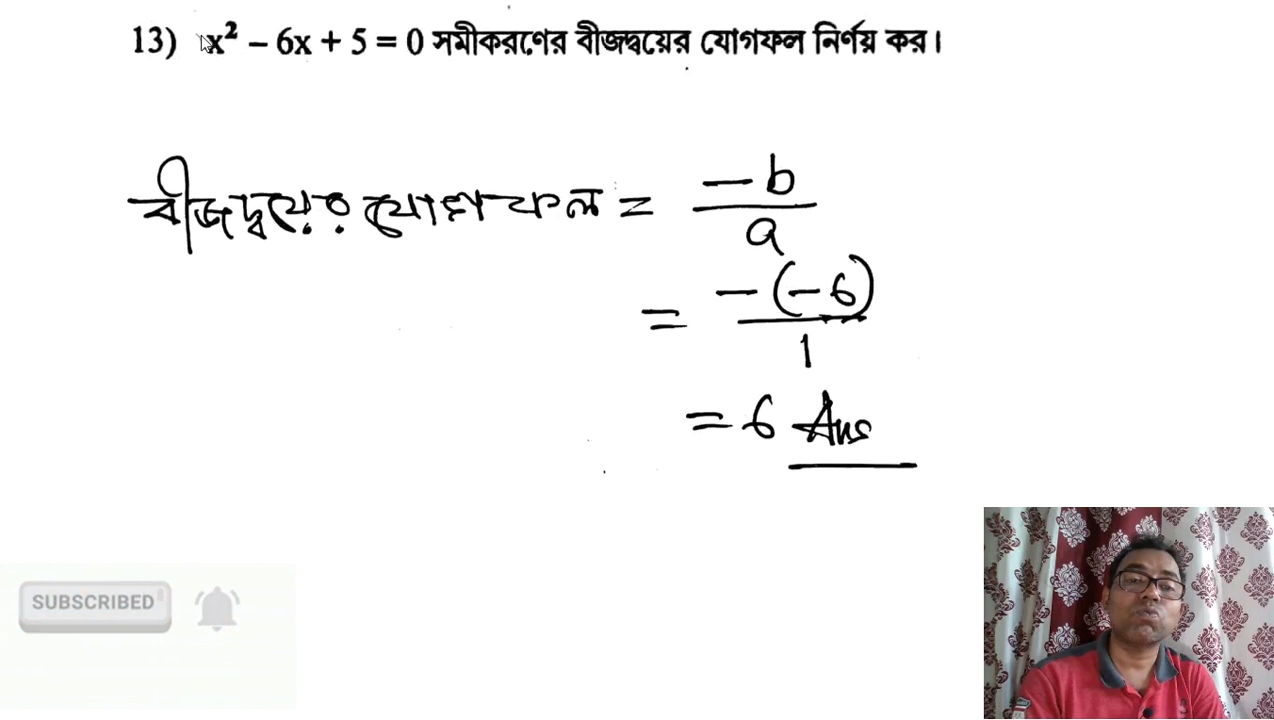 13) x² – 6x + 5 = 0 সমীকরণের বীজদ্বয়ের যোগফল নির্ণয় কর।
বীজদ্বয়ের যোগফল = -b/a
= -(-6)/1
= 6 Ans
SUBSCRIBED